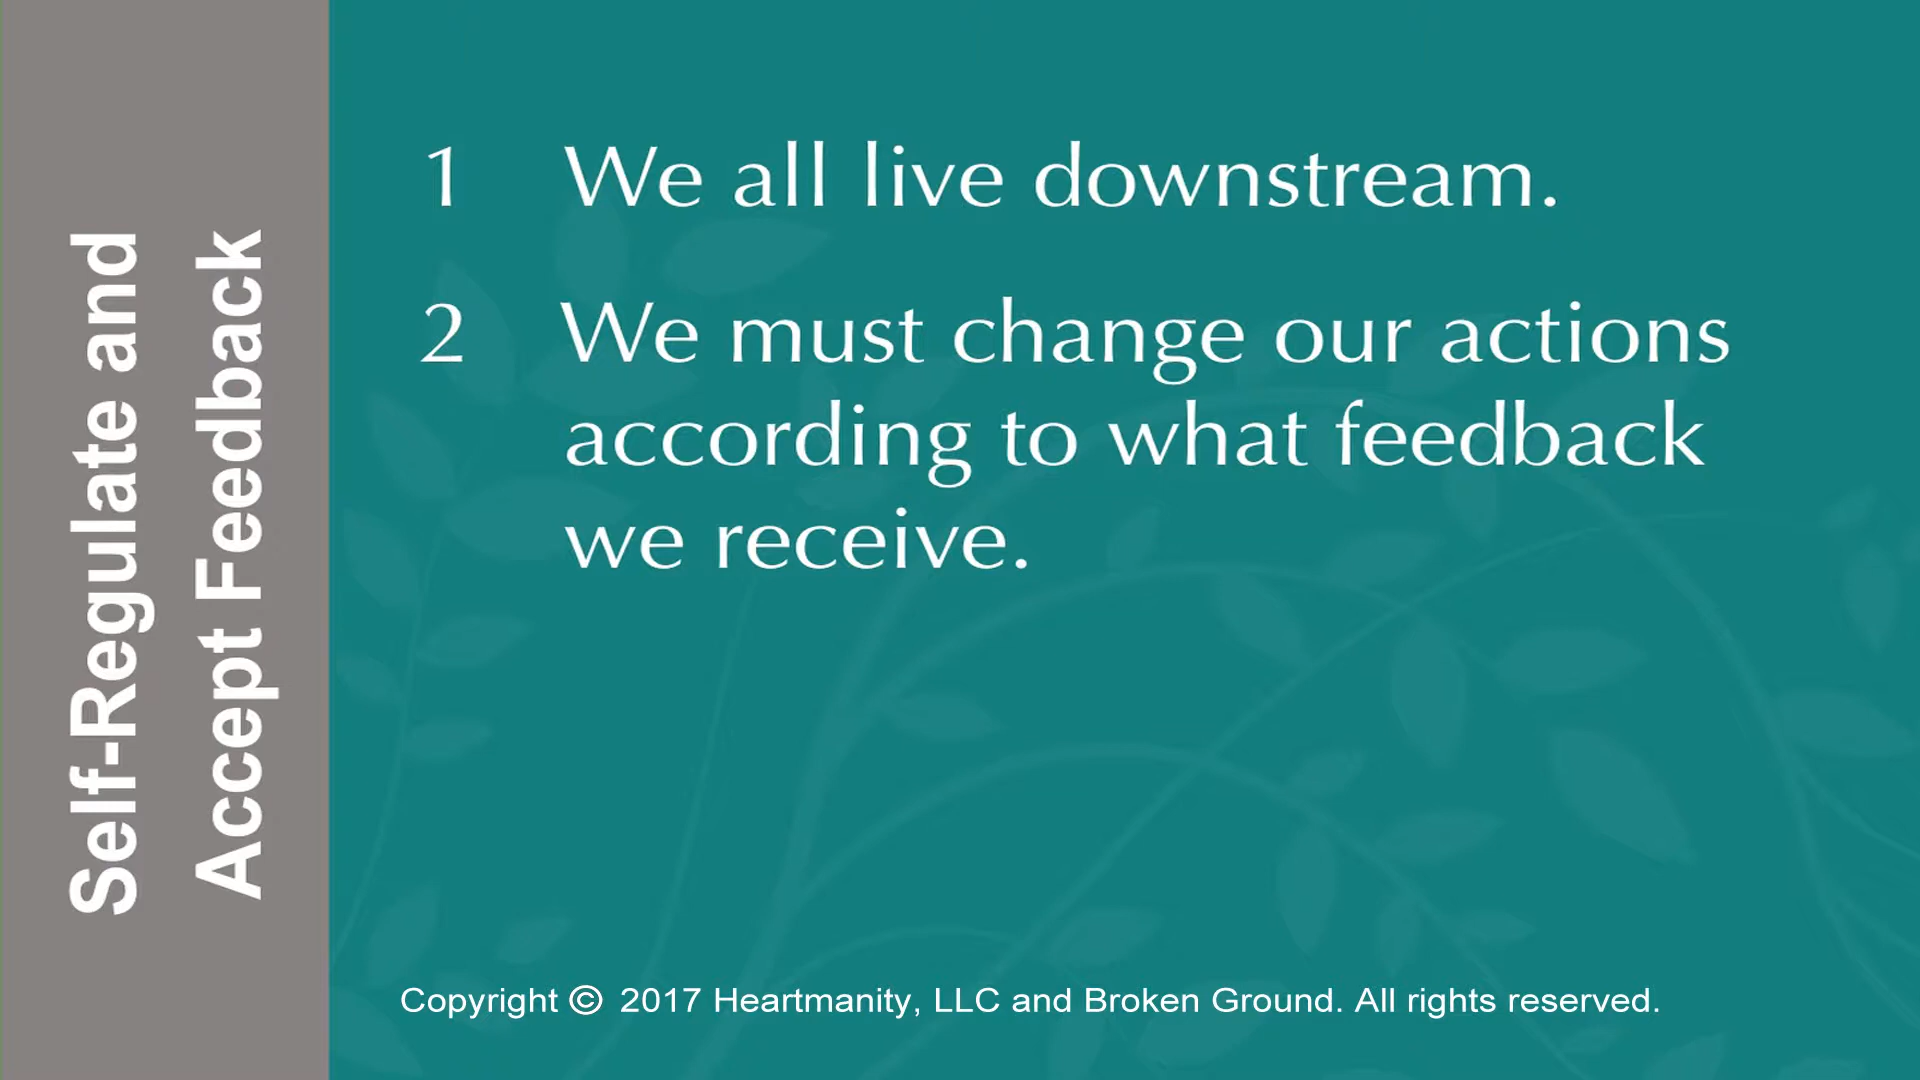 Self-Regulate and
Accept Feedback
1 We all live downstream.
2 We must change our actions
according to what feedback
we receive.
Copyright © 2017 Heartmanity, LLC and Broken Ground. All rights reserved.